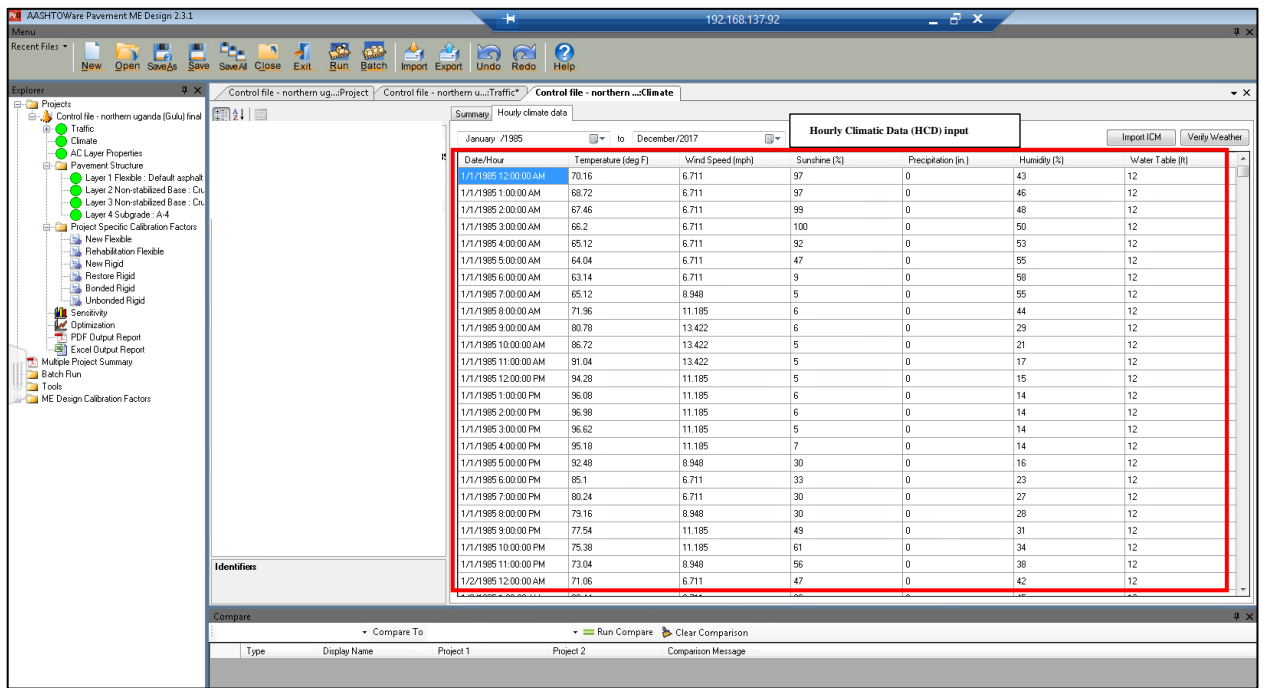 AASHTOWare Pavement ME Design 2.3.1
192.168.137.92
Menu
Recent Files
New Open SaveAs Save SaveAll Close Exit Run Batch Import Export Undo Redo Help
Explorer
Projects
Control file - northern uganda (Gulu) final
Traffic
Climate
AC Layer Properties
Pavement Structure
Layer 1 Flexible : Default asphalt
Layer 2 Non-stabilized Base : Cru
Layer 3 Non-stabilized Base : Cru
Layer 4 Subgrade : A-4
Project Specific Calibration Factors
New Flexible
Rehabilitation Flexible
New Rigid
Restore Rigid
Bonded Rigid
Unbonded Rigid
Sensitivity
Optimization
PDF Output Report
Excel Output Report
Multiple Project Summary
Batch Run
Tools
ME Design Calibration Factors
Control file - northern ug...:Project Control file - northern u...:Traffic* Control file - northern ...:Climate
Identifiers
Summary Hourly climate data
January /1985 to December/2017
Hourly Climatic Data (HCD) input
Import ICM Verify Weather
Date/Hour Temperature (deg F) Wind Speed (mph) Sunshine (%) Precipitation (in.) Humidity (%) Water Table (ft)
1/1/1985 12:00:00 AM 70.16 6.711 97 0 43 12
1/1/1985 1:00:00 AM 68.72 6.711 97 0 46 12
1/1/1985 2:00:00 AM 67.46 6.711 99 0 48 12
1/1/1985 3:00:00 AM 66.2 6.711 100 0 50 12
1/1/1985 4:00:00 AM 65.12 6.711 92 0 53 12
1/1/1985 5:00:00 AM 64.04 6.711 47 0 55 12
1/1/1985 6:00:00 AM 63.14 6.711 9 0 58 12
1/1/1985 7:00:00 AM 65.12 8.948 5 0 55 12
1/1/1985 8:00:00 AM 71.96 11.185 6 0 44 12
1/1/1985 9:00:00 AM 80.78 13.422 6 0 29 12
1/1/1985 10:00:00 AM 86.72 13.422 5 0 21 12
1/1/1985 11:00:00 AM 91.04 13.422 5 0 17 12
1/1/1985 12:00:00 PM 94.28 11.185 5 0 15 12
1/1/1985 1:00:00 PM 96.08 11.185 6 0 14 12
1/1/1985 2:00:00 PM 96.98 11.185 6 0 14 12
1/1/1985 3:00:00 PM 96.62 11.185 5 0 14 12
1/1/1985 4:00:00 PM 95.18 11.185 7 0 14 12
1/1/1985 5:00:00 PM 92.48 8.948 30 0 16 12
1/1/1985 6:00:00 PM 85.1 6.711 33 0 23 12
1/1/1985 7:00:00 PM 80.24 6.711 30 0 27 12
1/1/1985 8:00:00 PM 79.16 8.948 30 0 28 12
1/1/1985 9:00:00 PM 77.54 11.185 49 0 31 12
1/1/1985 10:00:00 PM 75.38 11.185 61 0 34 12
1/1/1985 11:00:00 PM 73.04 8.948 56 0 38 12
1/2/1985 12:00:00 AM 71.06 6.711 47 0 42 12
Compare
Compare To Run Compare Clear Comparison
Type Display Name Project 1 Project 2 Comparison Message